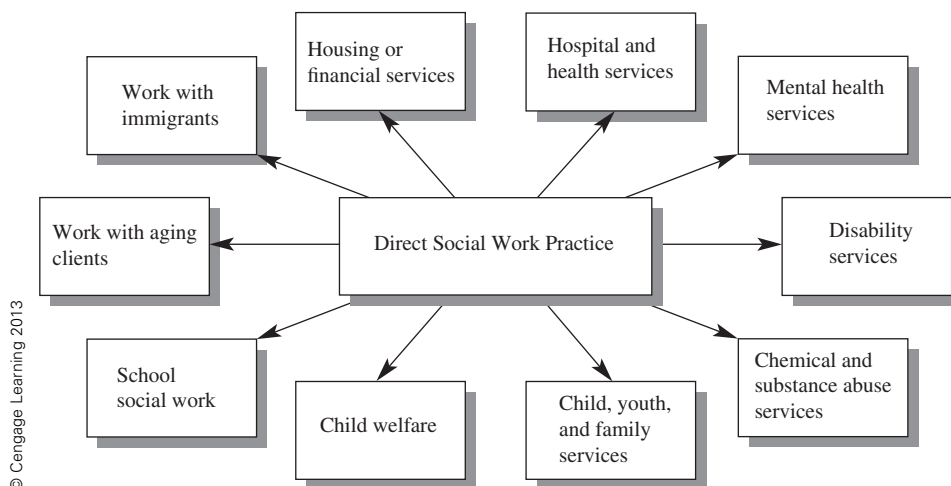 Housing or
financial services
Hospital and
health services
Work with
immigrants
Mental health
services
Work with aging
clients
Direct Social Work Practice
Disability
services
School
social work
Child welfare
Child, youth,
and family
services
Chemical and
substance abuse
services
© Cengage Learning 2013